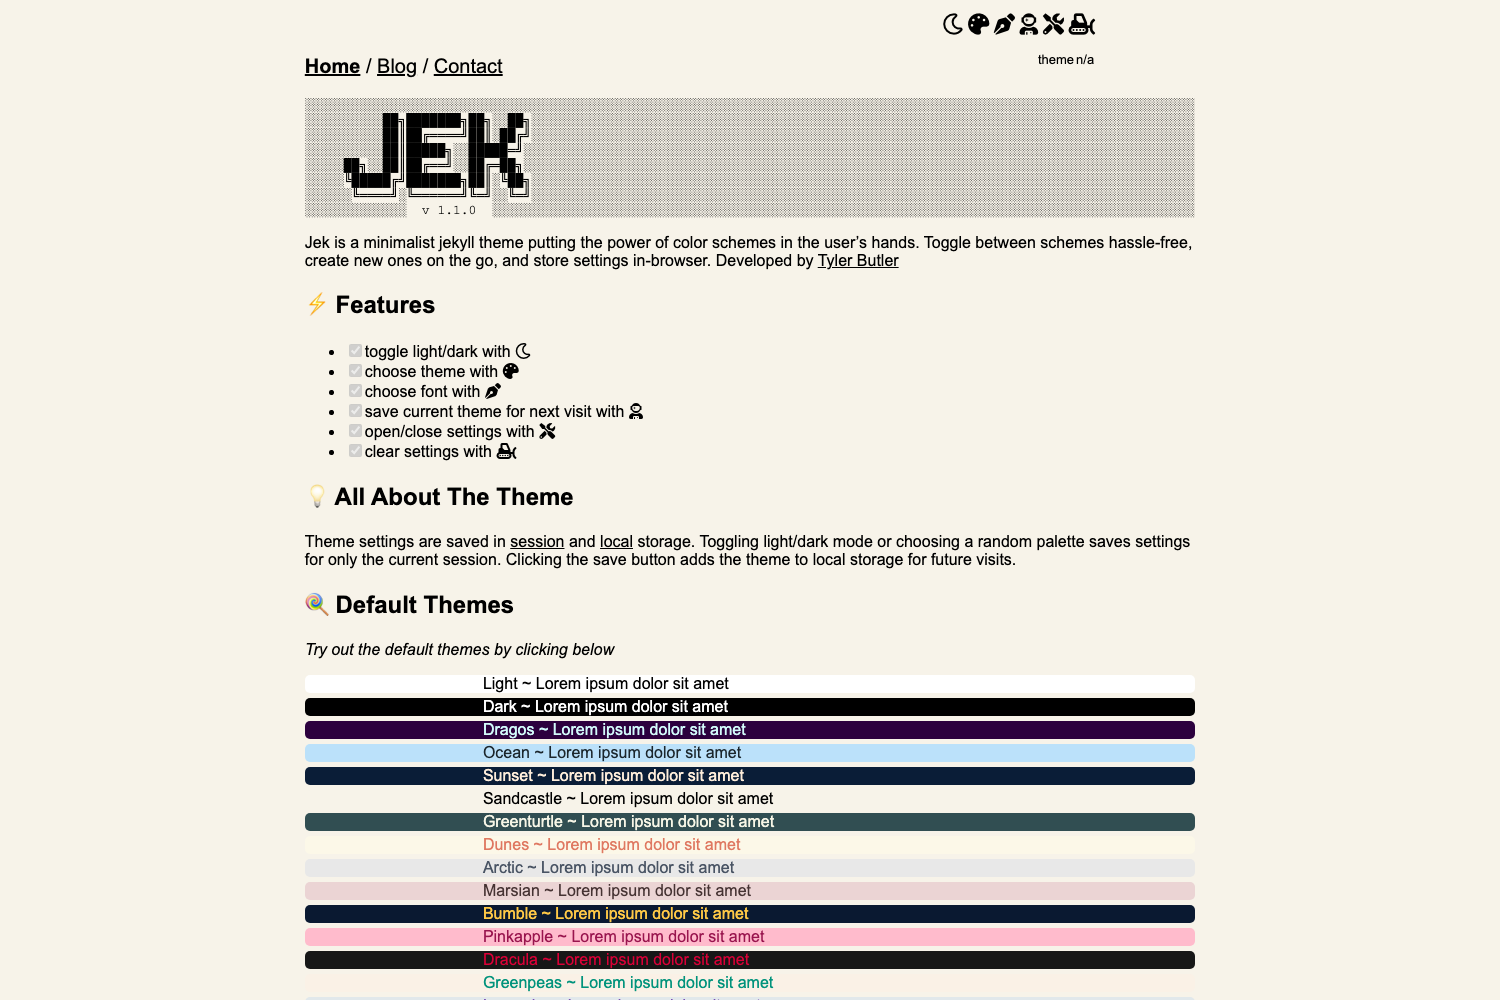 Home / Blog / Contact
theme n/a
JEK
v 1.1.0
Jek is a minimalist jekyll theme putting the power of color schemes in the user’s hands. Toggle between schemes hassle-free,
create new ones on the go, and store settings in-browser. Developed by Tyler Butler
Features
toggle light/dark with
choose theme with
choose font with
save current theme for next visit with
open/close settings with
clear settings with
All About The Theme
Theme settings are saved in session and local storage. Toggling light/dark mode or choosing a random palette saves settings
for only the current session. Clicking the save button adds the theme to local storage for future visits.
Default Themes
Try out the default themes by clicking below
Light ~ Lorem ipsum dolor sit amet
Dark ~ Lorem ipsum dolor sit amet
Dragos ~ Lorem ipsum dolor sit amet
Ocean ~ Lorem ipsum dolor sit amet
Sunset ~ Lorem ipsum dolor sit amet
Sandcastle ~ Lorem ipsum dolor sit amet
Greenturtle ~ Lorem ipsum dolor sit amet
Dunes ~ Lorem ipsum dolor sit amet
Arctic ~ Lorem ipsum dolor sit amet
Marsian ~ Lorem ipsum dolor sit amet
Bumble ~ Lorem ipsum dolor sit amet
Pinkapple ~ Lorem ipsum dolor sit amet
Dracula ~ Lorem ipsum dolor sit amet
Greenpeas ~ Lorem ipsum dolor sit amet